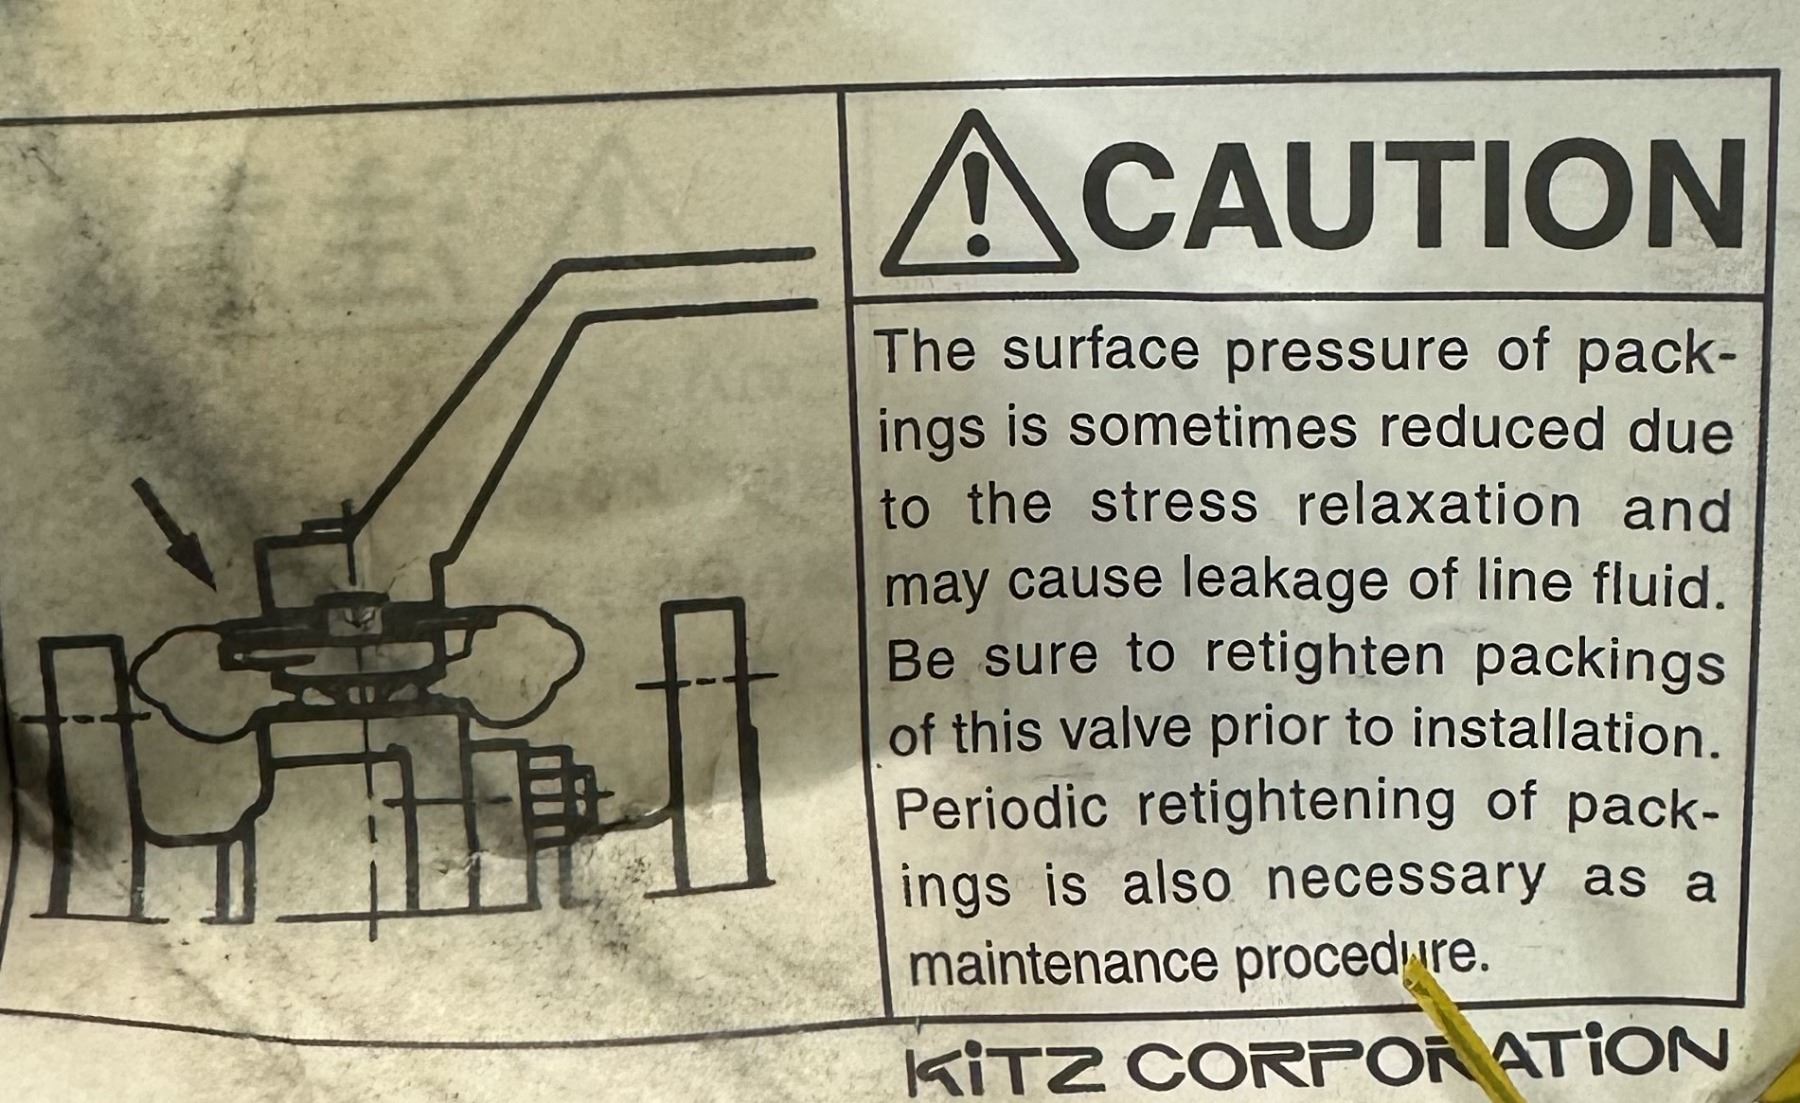 CAUTION
The surface pressure of pack-
ings is sometimes reduced due
to the stress relaxation and
may cause leakage of line fluid.
Be sure to retighten packings
of this valve prior to installation.
Periodic retightening of pack-
ings is also necessary as a
maintenance procedure.
KiTZ CORPORATiON